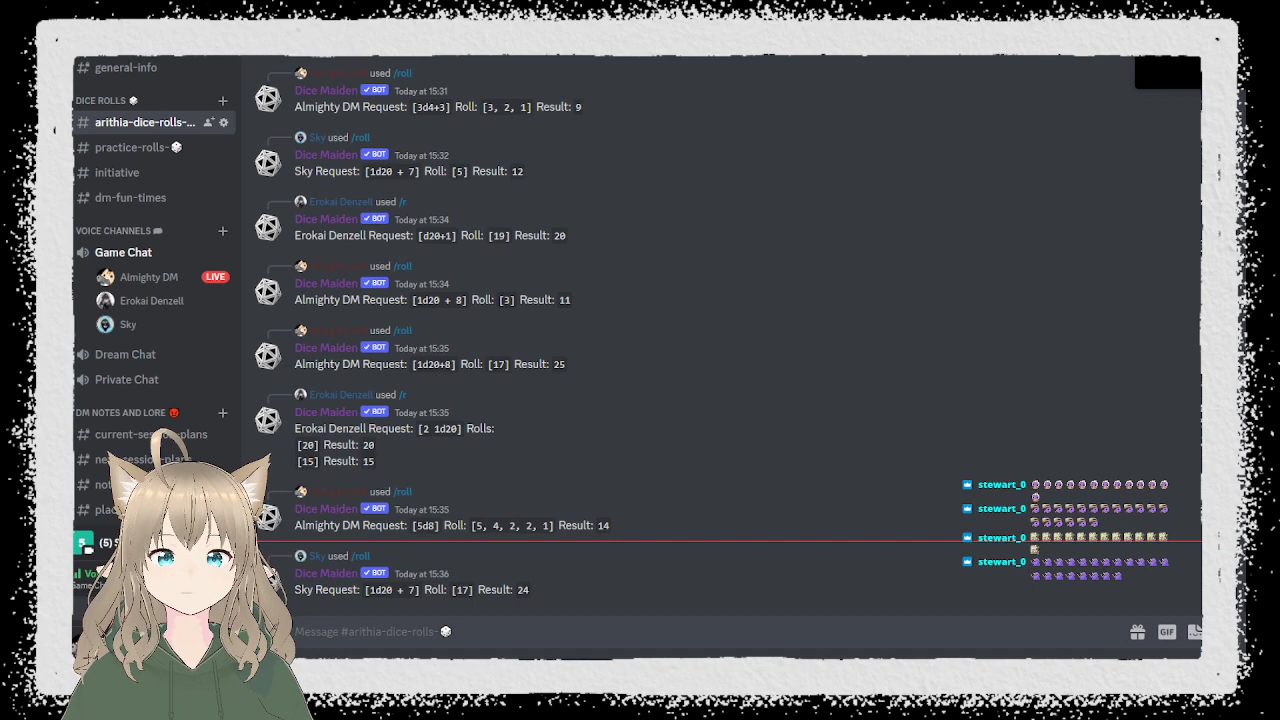 general-info
DICE ROLLS
arithia-dice-rolls-...
practice-rolls-
initiative
dm-fun-times
VOICE CHANNELS
Game Chat
Almighty DM LIVE
Erokai Denzell
Sky
Dream Chat
Private Chat
DM NOTES AND LORE
current-session-plans
used /roll
Dice Maiden BOT Today at 15:31
Almighty DM Request: [3d4+3] Roll: [3, 2, 1] Result: 9
Sky used /roll
Dice Maiden BOT Today at 15:32
Sky Request: [1d20 + 7] Roll: [5] Result: 12
Erokai Denzell used /r
Dice Maiden BOT Today at 15:34
Erokai Denzell Request: [d20+1] Roll: [19] Result: 20
used /roll
Dice Maiden BOT Today at 15:34
Almighty DM Request: [1d20 + 8] Roll: [3] Result: 11
used /roll
Dice Maiden BOT Today at 15:35
Almighty DM Request: [1d20+8] Roll: [17] Result: 25
Erokai Denzell used /r
Dice Maiden BOT Today at 15:35
Erokai Denzell Request: [2 1d20] Rolls:
[20] Result: 20
[15] Result: 15
used /roll
Dice Maiden BOT Today at 15:35
Almighty DM Request: [5d8] Roll: [5, 4, 2, 2, 1] Result: 14
Sky used /roll
Dice Maiden BOT Today at 15:36
Sky Request: [1d20 + 7] Roll: [17] Result: 24
Message #arithia-dice-rolls-
GIF
stewart_0
stewart_0
stewart_0
stewart_0